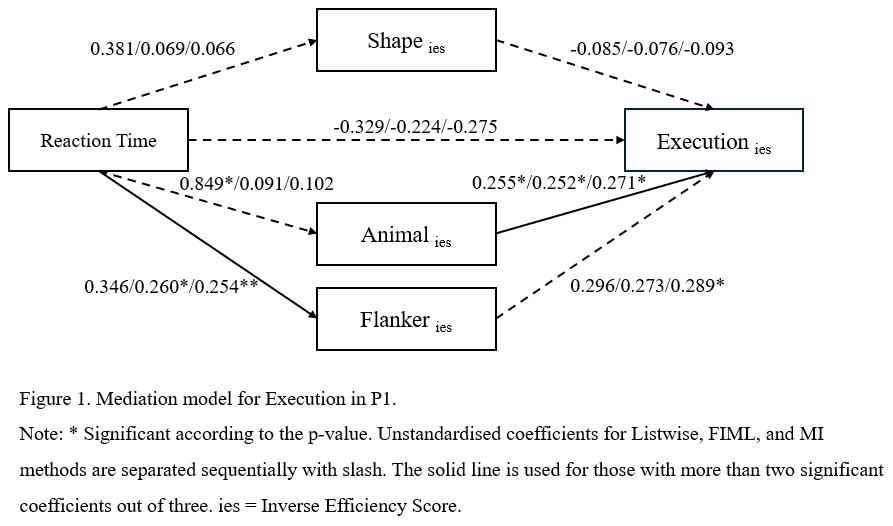 0.381/0.069/0.066
Shape ies
-0.085/-0.076/-0.093
Reaction Time
-0.329/-0.224/-0.275
Execution ies
0.849*/0.091/0.102
0.255*/0.252*/0.271*
Animal ies
0.346/0.260*/0.254**
0.296/0.273/0.289*
Flanker ies
Figure 1. Mediation model for Execution in P1.
Note: * Significant according to the p-value. Unstandardised coefficients for Listwise, FIML, and MI
methods are separated sequentially with slash. The solid line is used for those with more than two significant
coefficients out of three. ies = Inverse Efficiency Score.